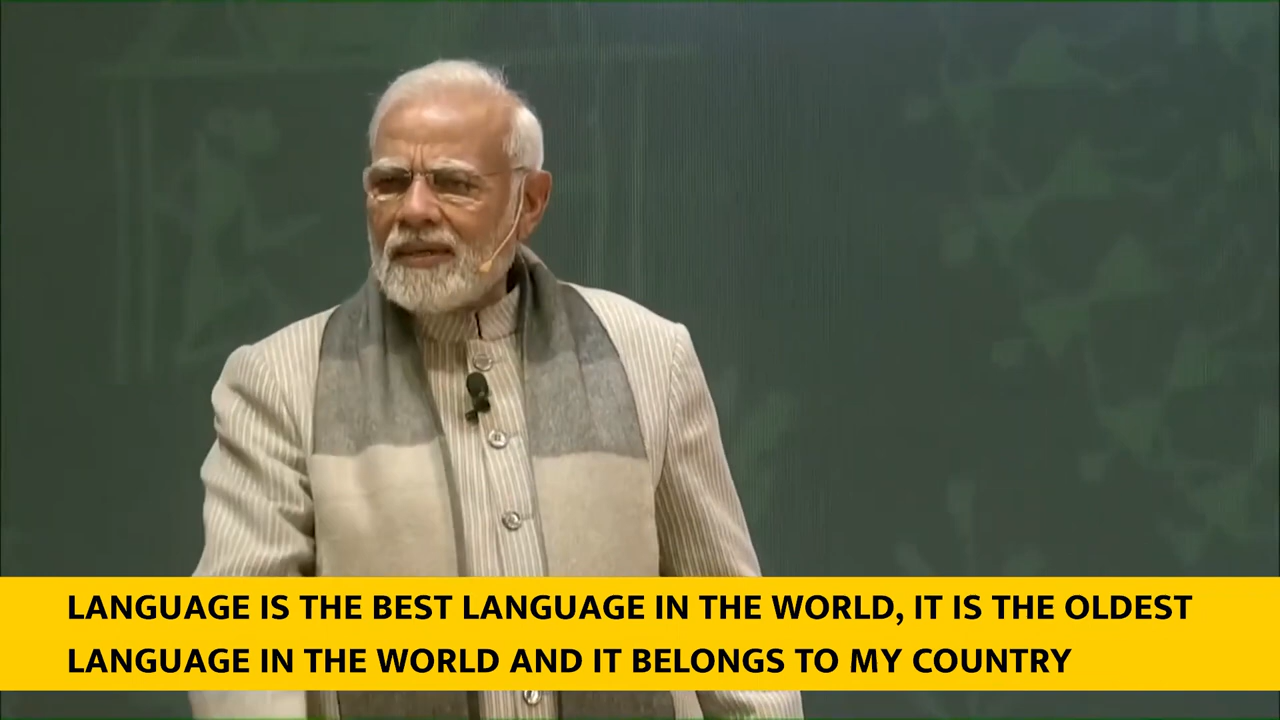 LANGUAGE IS THE BEST LANGUAGE IN THE WORLD, IT IS THE OLDEST
LANGUAGE IN THE WORLD AND IT BELONGS TO MY COUNTRY